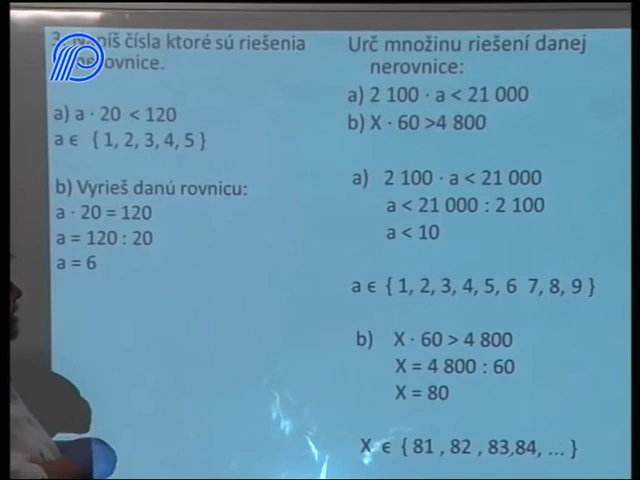 3. Napíš čísla ktoré sú riešenia
nerovnice.
a) a · 20 < 120
a ϵ { 1, 2, 3, 4, 5 }
b) Vyrieš danú rovnicu:
a · 20 = 120
a = 120 : 20
a = 6
Urč množinu riešení danej
nerovnice:
a) 2 100 · a < 21 000
b) X · 60 >4 800
a) 2 100 · a < 21 000
a < 21 000 : 2 100
a < 10
a ϵ { 1, 2, 3, 4, 5, 6 7, 8, 9 }
b) X · 60 > 4 800
X = 4 800 : 60
X = 80
X ϵ { 81 , 82 , 83,84, ... }